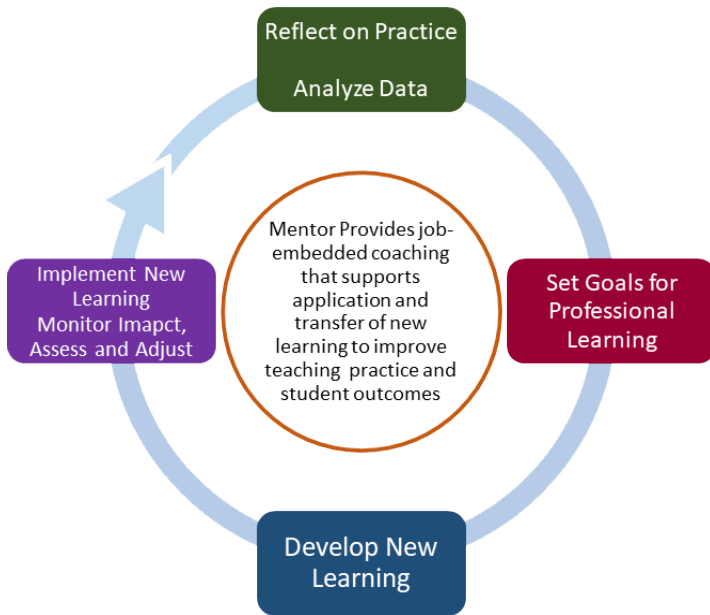 Reflect on Practice
Analyze Data
Mentor Provides job-
embedded coaching
that supports
application and
transfer of new
learning to improve
teaching practice and
student outcomes
Implement New
Learning
Monitor Imapct,
Assess and Adjust
Set Goals for
Professional
Learning
Develop New
Learning